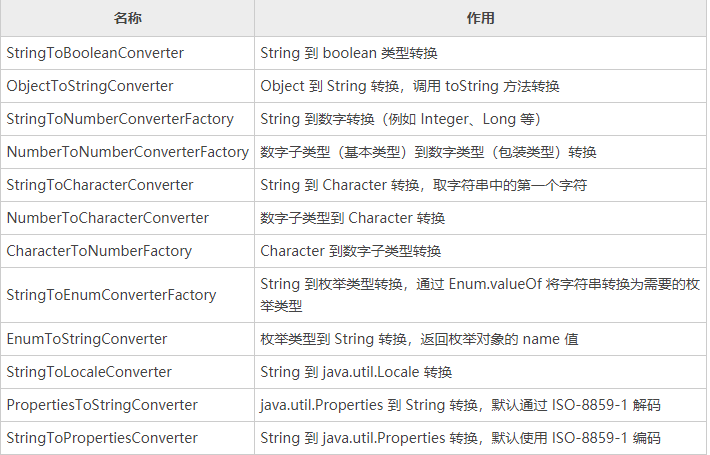 名称 作用
StringToBooleanConverter String 到 boolean 类型转换
ObjectToStringConverter Object 到 String 转换，调用 toString 方法转换
StringToNumberConverterFactory String 到数字转换（例如 Integer、Long 等）
NumberToNumberConverterFactory 数字子类型（基本类型）到数字类型（包装类型）转换
StringToCharacterConverter String 到 Character 转换，取字符串中的第一个字符
NumberToCharacterConverter 数字子类型到 Character 转换
CharacterToNumberFactory Character 到数字子类型转换
StringToEnumConverterFactory String 到枚举类型转换，通过 Enum.valueOf 将字符串转换为需要的枚
举类型
EnumToStringConverter 枚举类型到 String 转换，返回枚举对象的 name 值
StringToLocaleConverter String 到 java.util.Locale 转换
PropertiesToStringConverter java.util.Properties 到 String 转换，默认通过 ISO-8859-1 解码
StringToPropertiesConverter String 到 java.util.Properties 转换，默认使用 ISO-8859-1 编码